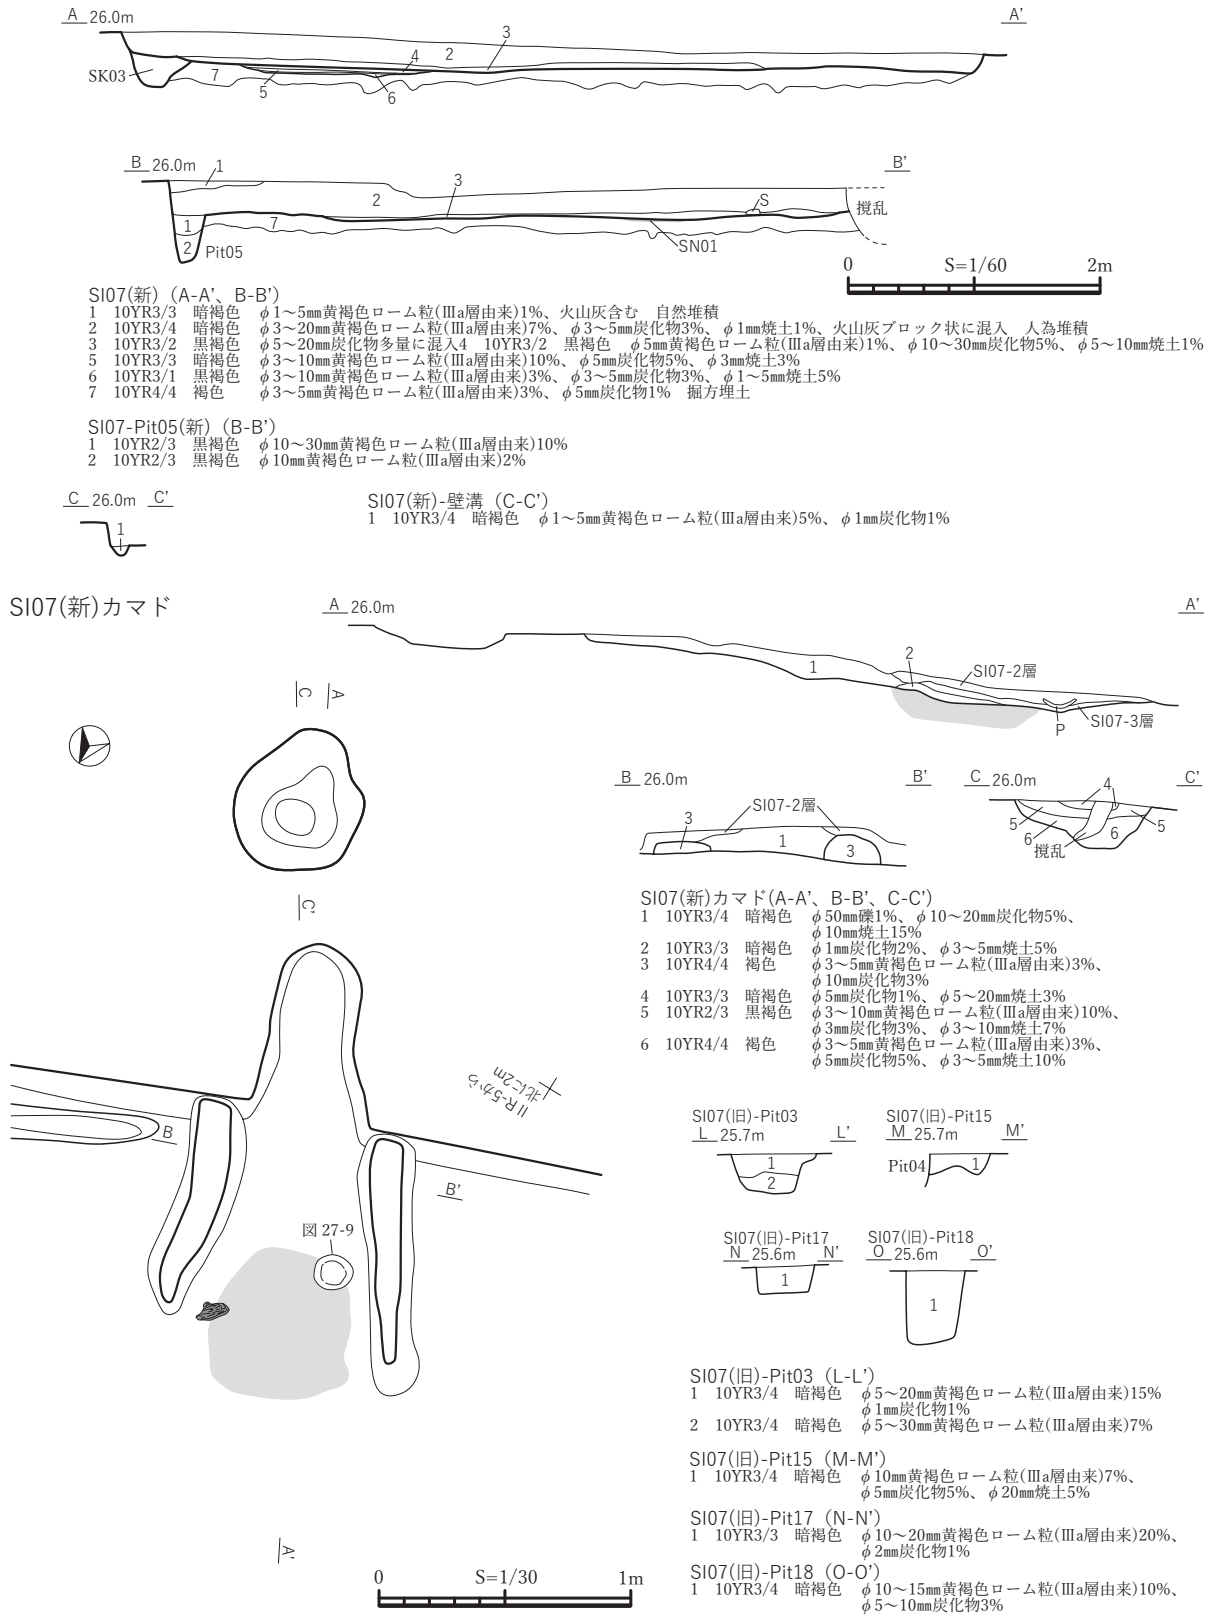 A 26.0m A'
3
2
4
SK03
7
5
6
B 26.0m B'
1
3
2
S
撹乱
1
7
2
Pit05
SN01
0 S=1/60 2m
SI07(新)（A-A'、B-B'）
1 10YR3/3 暗褐色 φ1〜5㎜黄褐色ローム粒(Ⅲa層由来)1%、火山灰含む 自然堆積
2 10YR3/4 暗褐色 φ3〜20㎜黄褐色ローム粒(Ⅲa層由来)7%、φ3〜5㎜炭化物3%、φ1㎜焼土1%、火山灰ブロック状に混入 人為堆積
3 10YR3/2 黒褐色 φ5〜20㎜炭化物多量に混入4 10YR3/2 黒褐色 φ5㎜黄褐色ローム粒(Ⅲa層由来)1%、φ10〜30㎜炭化物5%、φ5〜10㎜焼土1%
5 10YR3/3 暗褐色 φ3〜10㎜黄褐色ローム粒(Ⅲa層由来)10%、φ5㎜炭化物5%、φ3㎜焼土3%
6 10YR3/1 黒褐色 φ3〜10㎜黄褐色ローム粒(Ⅲa層由来)3%、φ3〜5㎜炭化物3%、φ1〜5㎜焼土5%
7 10YR4/4 褐色 φ3〜5㎜黄褐色ローム粒(Ⅲa層由来)3%、φ5㎜炭化物1% 掘方埋土
SI07-Pit05(新)（B-B'）
1 10YR2/3 黒褐色 φ10〜30㎜黄褐色ローム粒(Ⅲa層由来)10%
2 10YR2/3 黒褐色 φ10㎜黄褐色ローム粒(Ⅲa層由来)2%
C 26.0m C'
1
SI07(新)-壁溝（C-C'）
1 10YR3/4 暗褐色 φ1〜5㎜黄褐色ローム粒(Ⅲa層由来)5%、φ1㎜炭化物1%
SI07(新)カマド
A 26.0m A'
1
2
SI07-2層
SI07-3層
P
C A
B 26.0m B'
SI07-2層
3
1
3
C 26.0m C'
4
5
5
6
6
撹乱
C'
SI07(新)カマド(A-A'、B-B'、C-C')
1 10YR3/4 暗褐色 φ50㎜礫1%、φ10〜20㎜炭化物5%、
φ10㎜焼土15%
2 10YR3/3 暗褐色 φ1㎜炭化物2%、φ3〜5㎜焼土5%
3 10YR4/4 褐色 φ3〜5㎜黄褐色ローム粒(Ⅲa層由来)3%、
φ10㎜炭化物3%
4 10YR3/3 暗褐色 φ5㎜炭化物1%、φ5〜20㎜焼土3%
5 10YR2/3 黒褐色 φ3〜10㎜黄褐色ローム粒(Ⅲa層由来)10%、
φ3㎜炭化物3%、φ3〜10㎜焼土7%
6 10YR4/4 褐色 φ3〜5㎜黄褐色ローム粒(Ⅲa層由来)3%、
φ5㎜炭化物5%、φ3〜5㎜焼土10%
ⅡR-5から
北に2m
B
B'
図 27-9
SI07(旧)-Pit03
L 25.7m L'
1
2
SI07(旧)-Pit15
M 25.7m M'
Pit04
1
SI07(旧)-Pit17
N 25.6m N'
1
SI07(旧)-Pit18
O 25.6m O'
1
SI07(旧)-Pit03（L-L'）
1 10YR3/4 暗褐色 φ5〜20㎜黄褐色ローム粒(Ⅲa層由来)15%
φ1㎜炭化物1%
2 10YR3/4 暗褐色 φ5〜30㎜黄褐色ローム粒(Ⅲa層由来)7%
SI07(旧)-Pit15（M-M'）
1 10YR3/4 暗褐色 φ10㎜黄褐色ローム粒(Ⅲa層由来)7%、
φ5㎜炭化物5%、φ20㎜焼土5%
SI07(旧)-Pit17（N-N'）
1 10YR3/3 暗褐色 φ10〜20㎜黄褐色ローム粒(Ⅲa層由来)20%、
φ2㎜炭化物1%
SI07(旧)-Pit18（O-O'）
1 10YR3/4 暗褐色 φ10〜15㎜黄褐色ローム粒(Ⅲa層由来)10%、
φ5〜10㎜炭化物3%
A'
0 S=1/30 1m